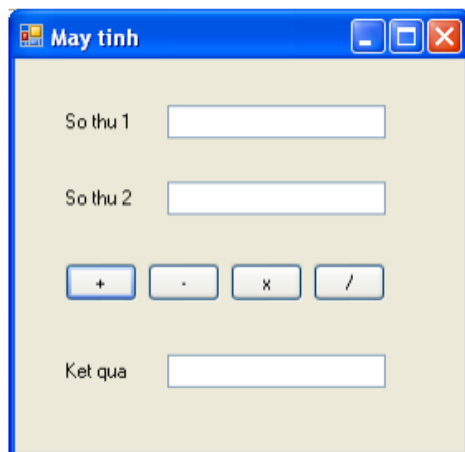 May tinh
So thu 1
So thu 2
+ - x /
Ket qua